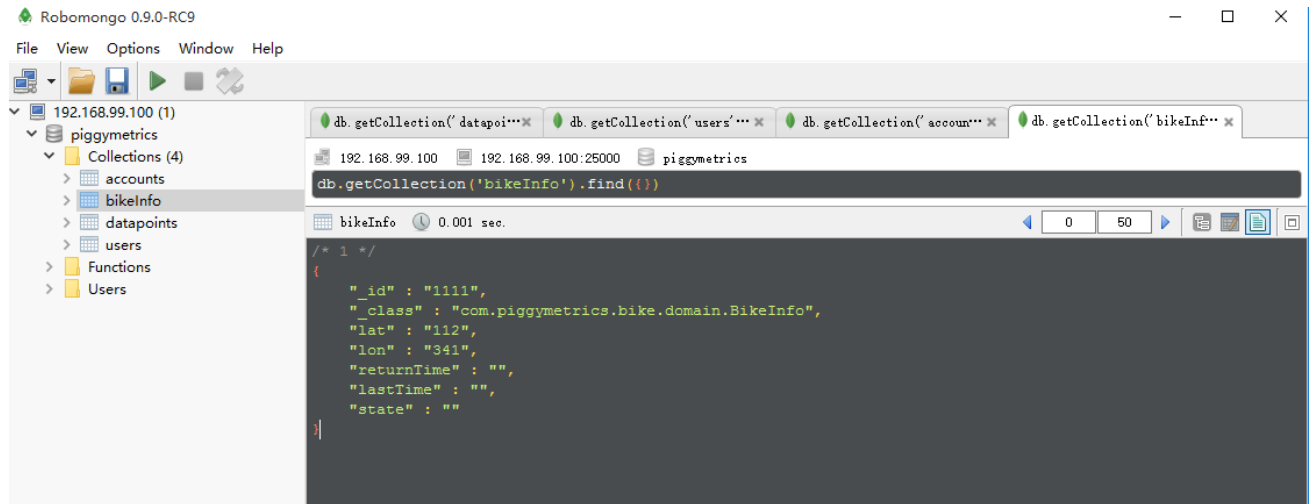 Robomongo 0.9.0-RC9
File View Options Window Help
192.168.99.100 (1)
piggymetrics
Collections (4)
accounts
bikeInfo
datapoints
users
Functions
Users
db.getCollection('datapoi··· db.getCollection('users'··· db.getCollection('accoun··· db.getCollection('bikeInf···
192.168.99.100 192.168.99.100:25000 piggymetrics
db.getCollection('bikeInfo').find({})
bikeInfo 0.001 sec. 0 50
/* 1 */
{
"_id" : "1111",
"_class" : "com.piggymetrics.bike.domain.BikeInfo",
"lat" : "112",
"lon" : "341",
"returnTime" : "",
"lastTime" : "",
"state" : ""
}